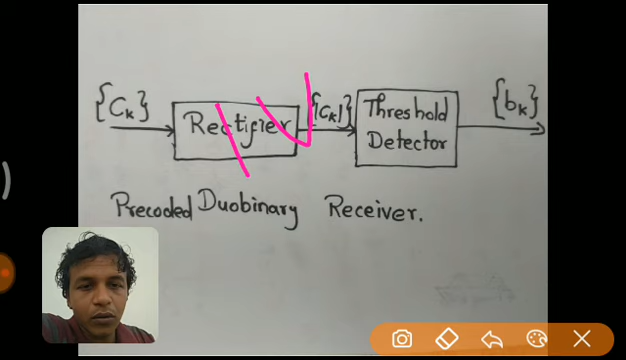 {Cₖ}
Rectifier
{|Cₖ|}
Threshold
Detector
{bₖ}
Precoded Duobinary Receiver.